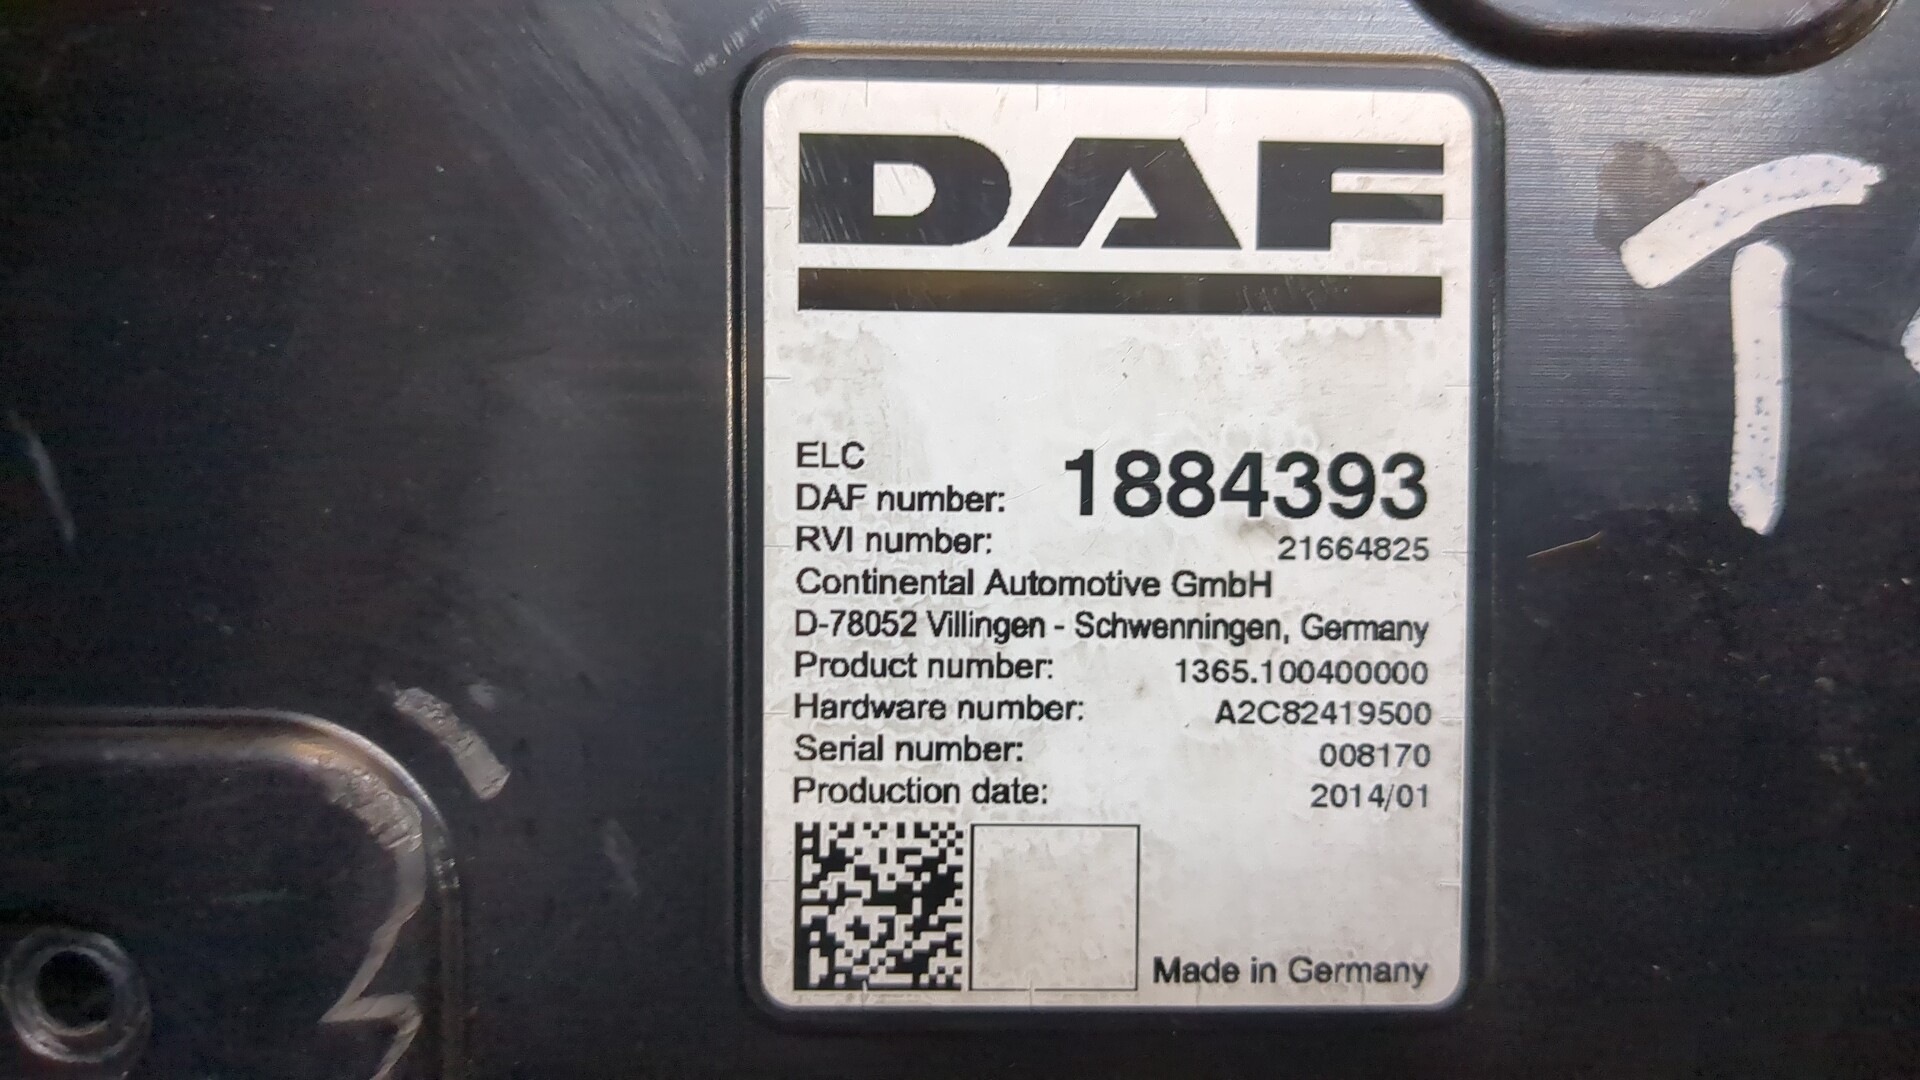 DAF
ELC
DAF number: 1884393
RVI number: 21664825
Continental Automotive GmbH
D-78052 Villingen - Schwenningen, Germany
Product number: 1365.100400000
Hardware number: A2C82419500
Serial number: 008170
Production date: 2014/01
Made in Germany
T